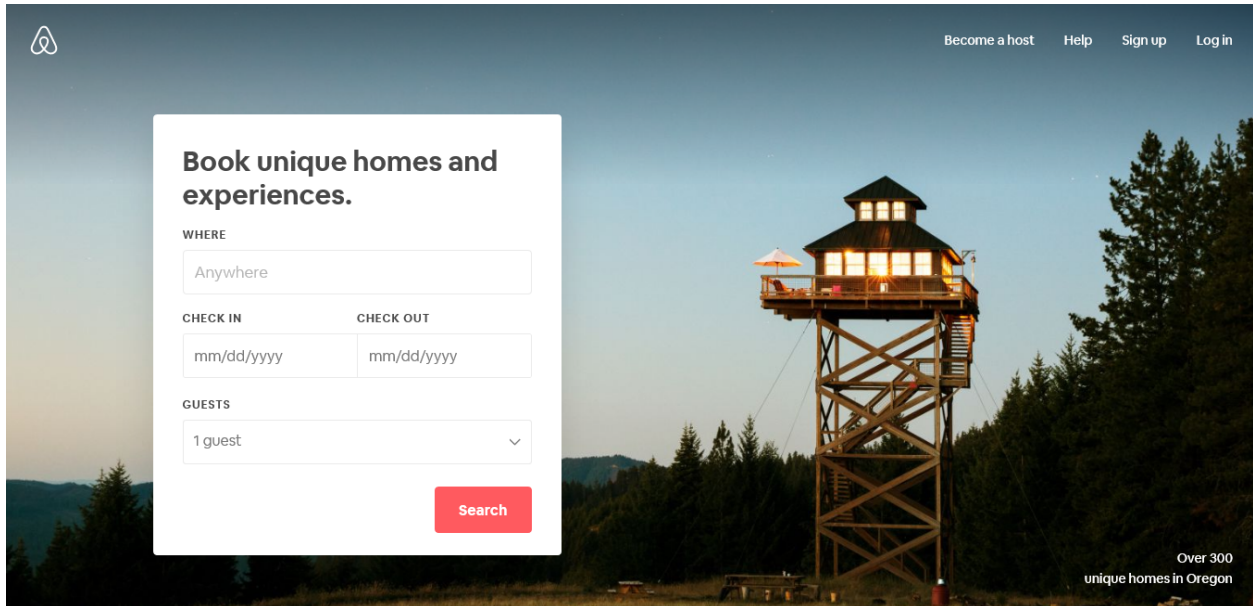 Become a host Help Sign up Log in
Book unique homes and
experiences.
WHERE
Anywhere
CHECK IN CHECK OUT
mm/dd/yyyy mm/dd/yyyy
GUESTS
1 guest
Search
Over 300
unique homes in Oregon